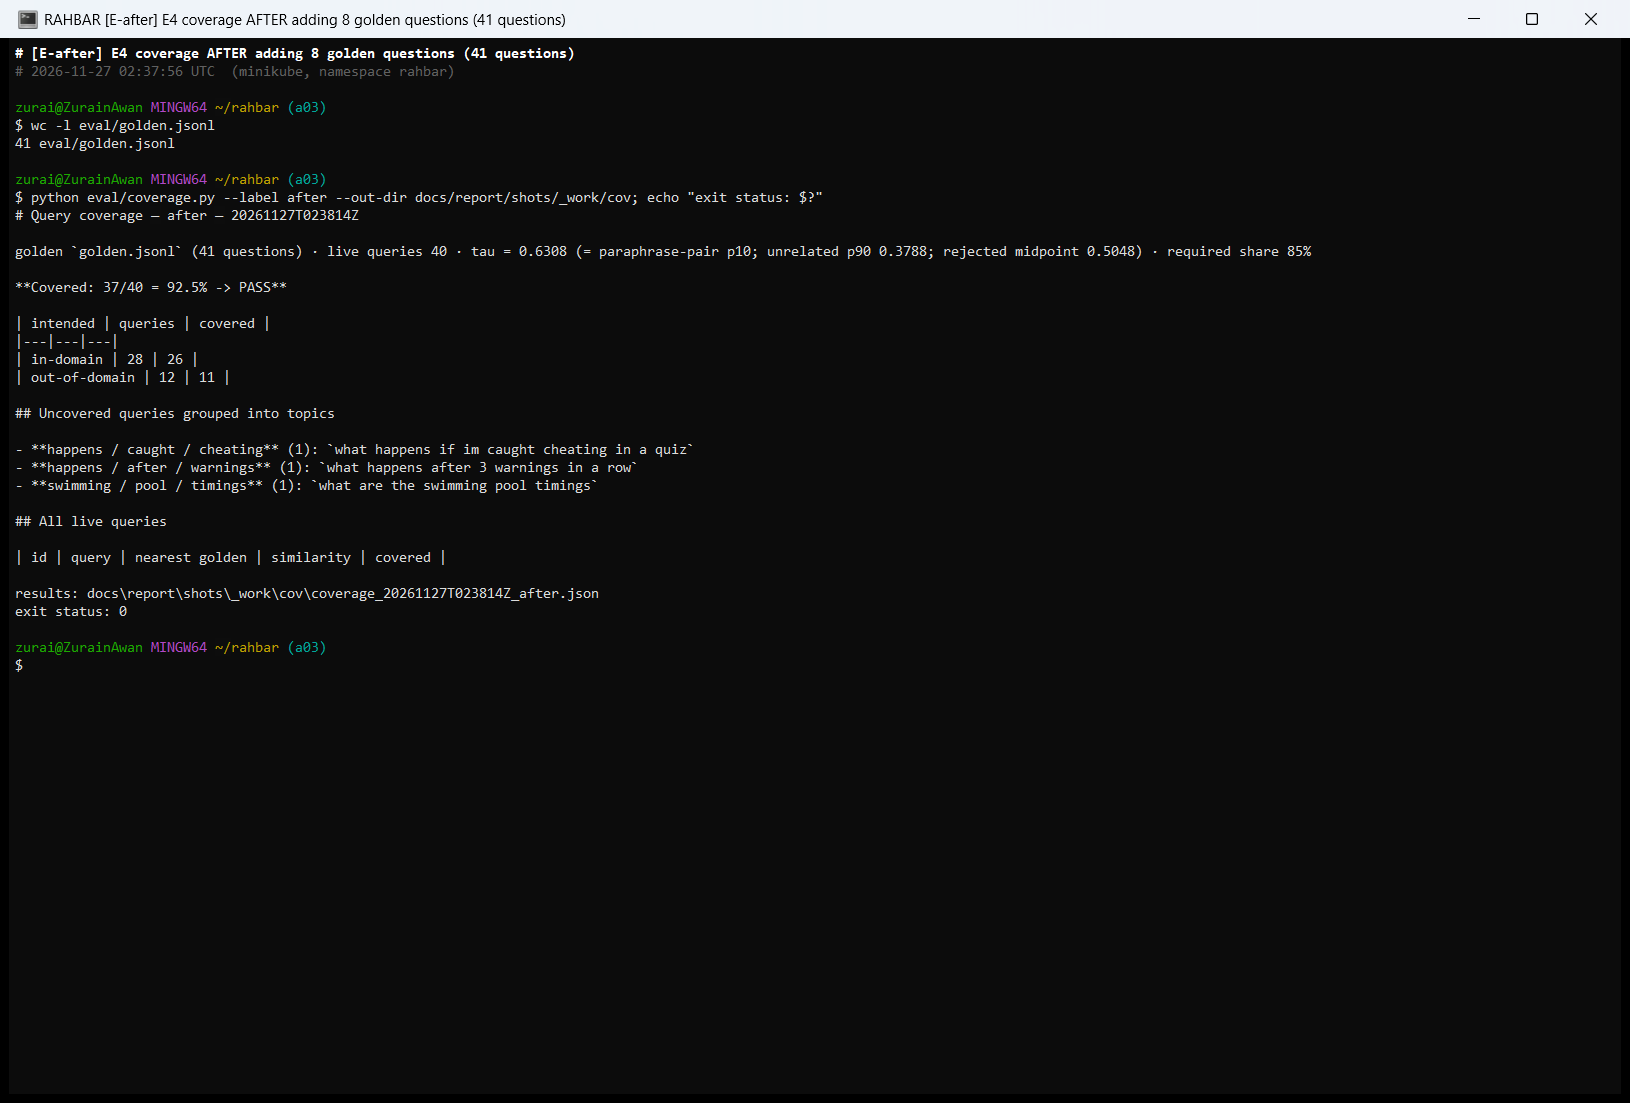 RAHBAR [E-after] E4 coverage AFTER adding 8 golden questions (41 questions)
# [E-after] E4 coverage AFTER adding 8 golden questions (41 questions)
# 2026-11-27 02:37:56 UTC  (minikube, namespace rahbar)
zurai@ZurainAwan MINGW64 ~/rahbar (a03)
$ wc -l eval/golden.jsonl
41 eval/golden.jsonl
zurai@ZurainAwan MINGW64 ~/rahbar (a03)
$ python eval/coverage.py --label after --out-dir docs/report/shots/_work/cov; echo "exit status: $?"
# Query coverage — after — 20261127T023814Z
golden `golden.jsonl` (41 questions) · live queries 40 · tau = 0.6308 (= paraphrase-pair p10; unrelated p90 0.3788; rejected midpoint 0.5048) · required share 85%
**Covered: 37/40 = 92.5% -> PASS**
| intended | queries | covered |
|---|---|---|
| in-domain | 28 | 26 |
| out-of-domain | 12 | 11 |
## Uncovered queries grouped into topics
- **happens / caught / cheating** (1): `what happens if im caught cheating in a quiz`
- **happens / after / warnings** (1): `what happens after 3 warnings in a row`
- **swimming / pool / timings** (1): `what are the swimming pool timings`
## All live queries
| id | query | nearest golden | similarity | covered |
results: docs\report\shots\_work\cov\coverage_20261127T023814Z_after.json
exit status: 0
zurai@ZurainAwan MINGW64 ~/rahbar (a03)
$